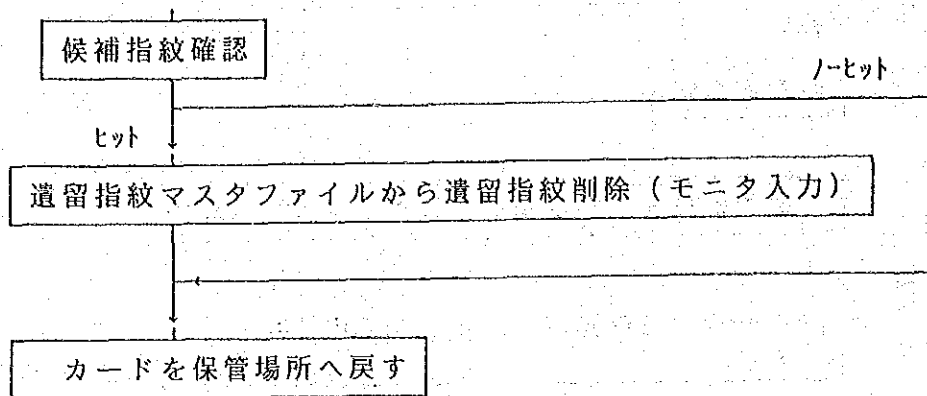 候補指紋確認
ノーヒット
ヒット
遺留指紋マスタファイルから遺留指紋削除(モニタ入力)
カードを保管場所へ戻す